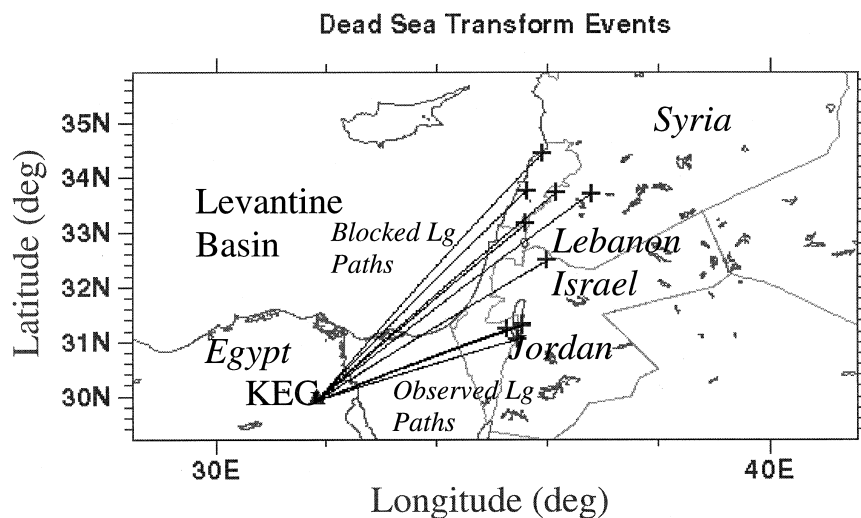 Dead Sea Transform Events
35N
Syria
34N
Levantine
Basin
33N
Blocked Lg
Paths
Lebanon
32N
Israel
31N
Egypt
Jordan
30N
KEG
Observed Lg
Paths
30E
40E
Latitude (deg)
Longitude (deg)